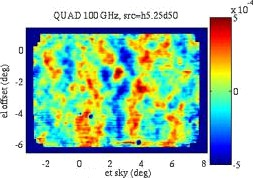 QUAD 100 GHz, src=h5.25d50
x 10⁻⁴
5
0
-5
el offset (deg)
0
-2
-4
-6
-2 0 2 4 6 8
et sky (deg)